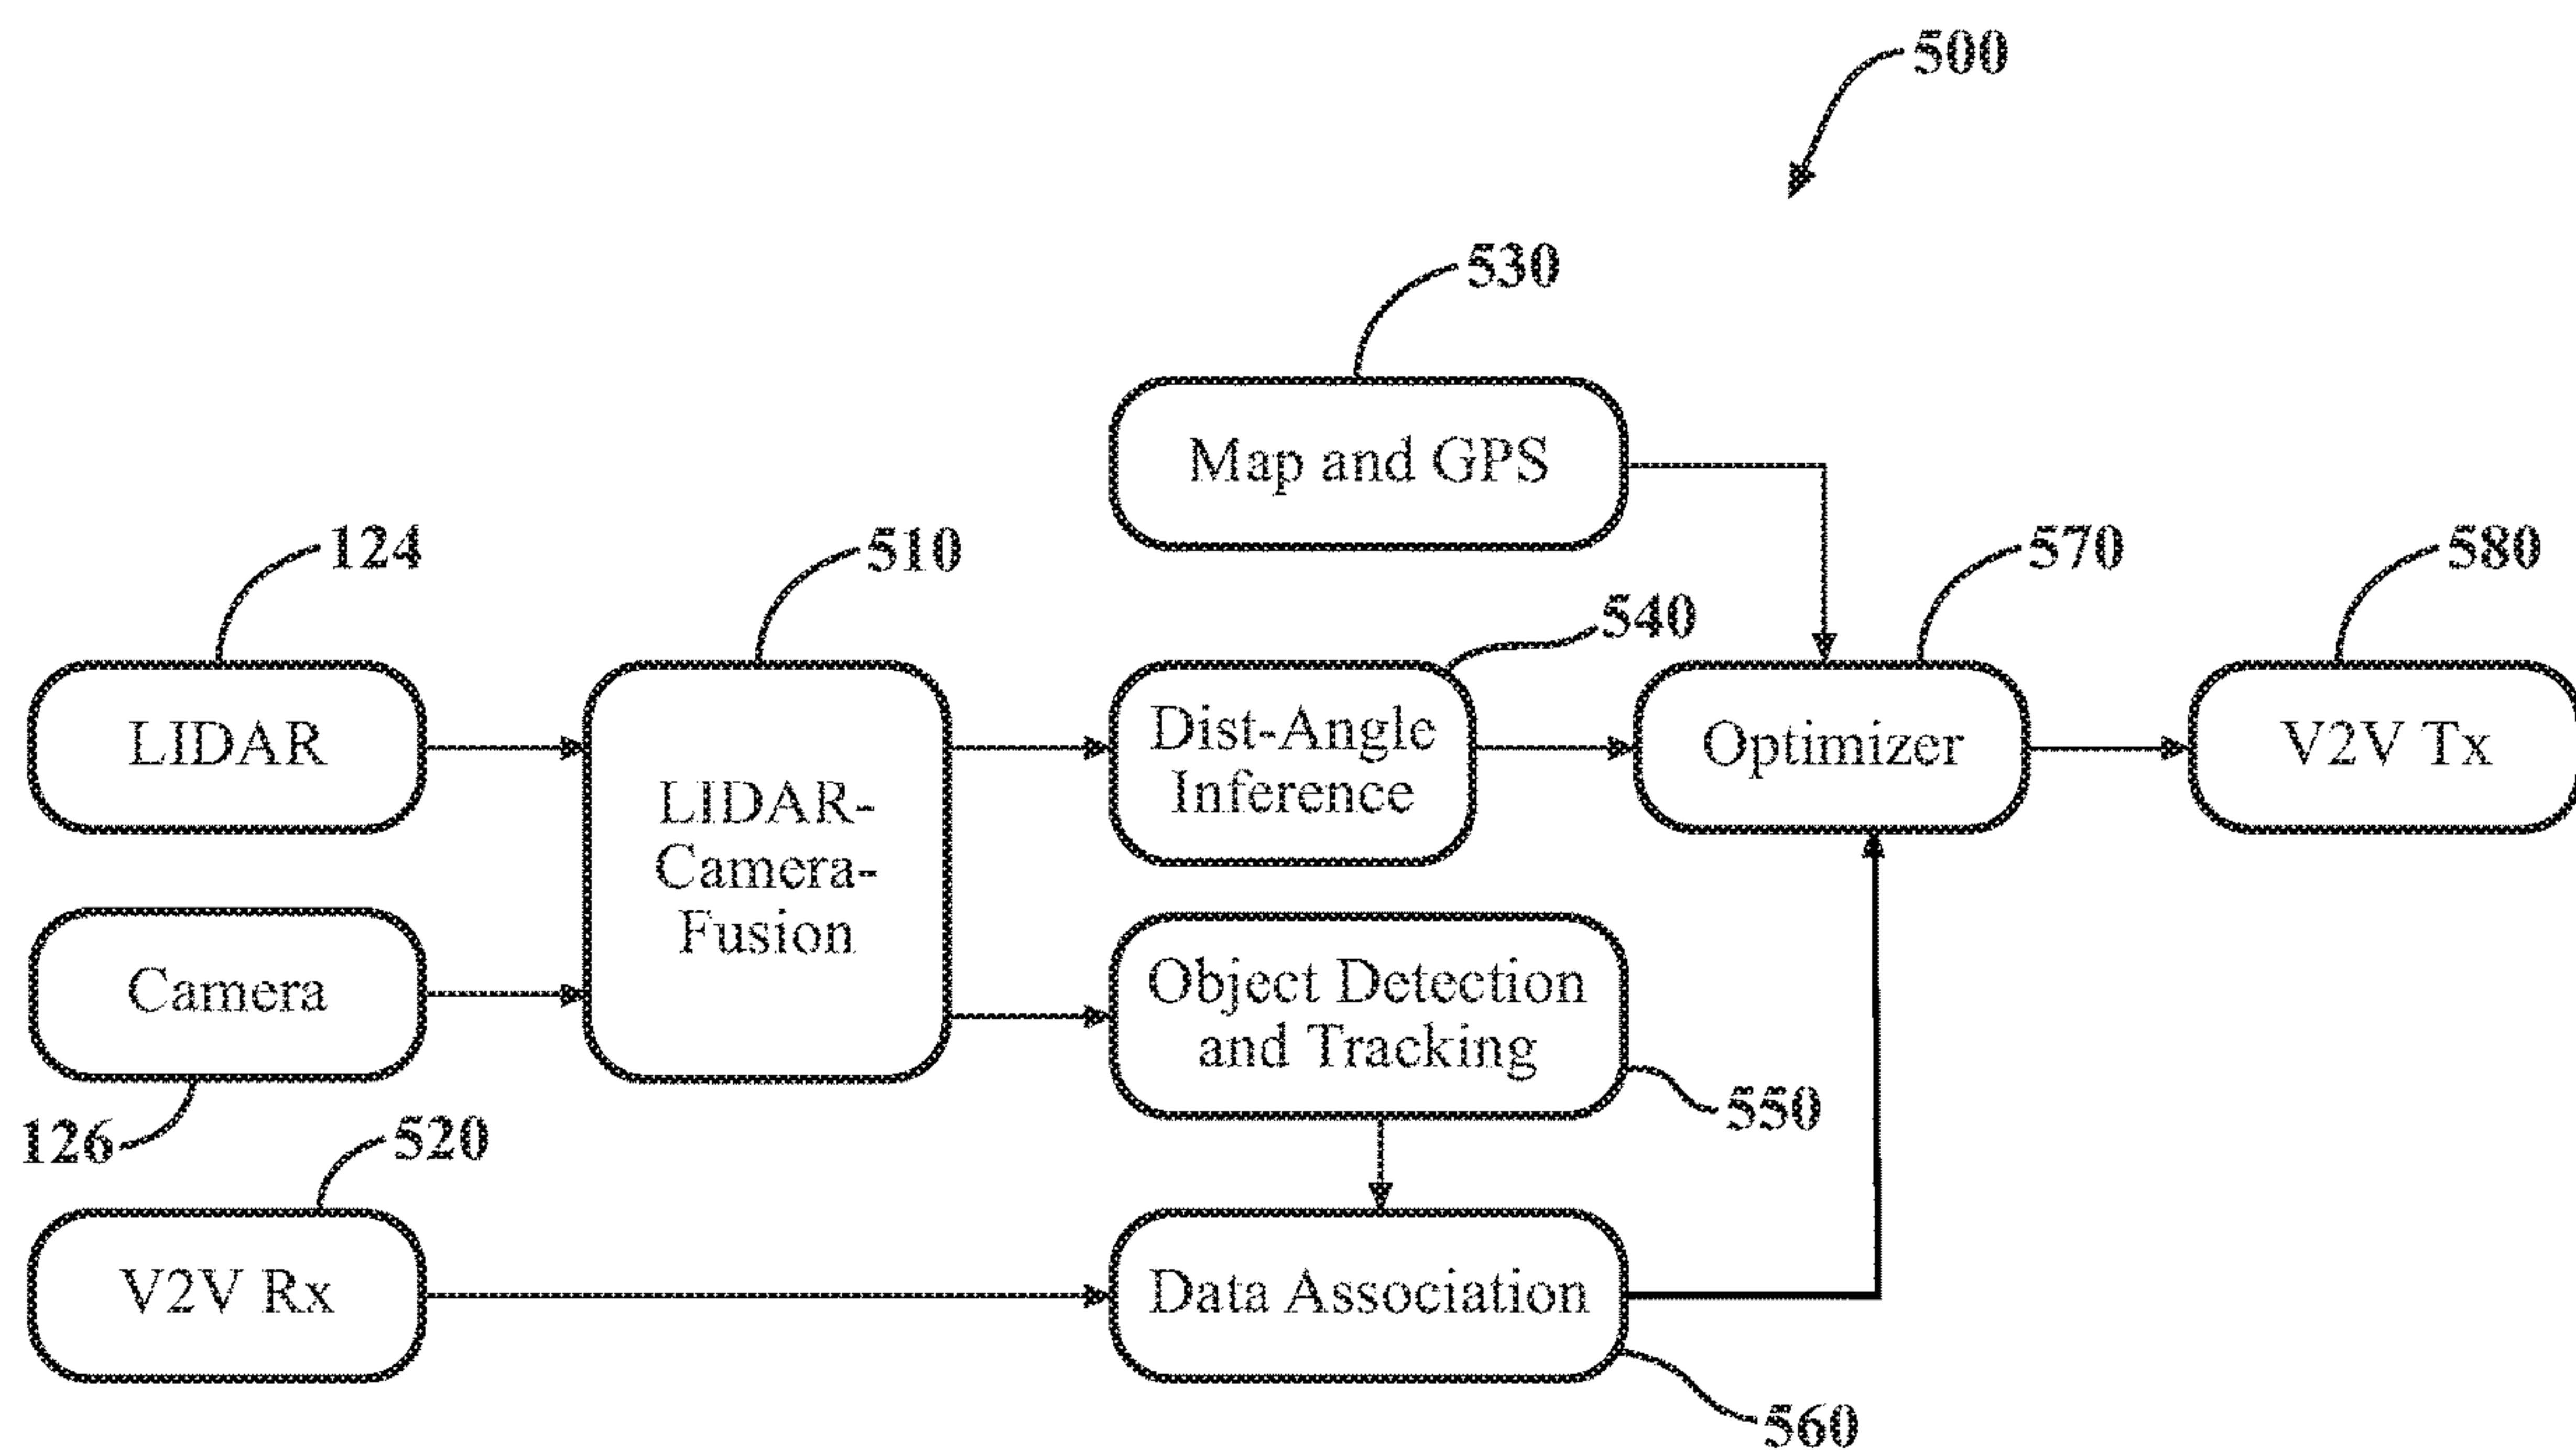 500
530
Map and GPS
124
510
540
570
580
LIDAR
LIDAR-
Camera-
Fusion
Dist-Angle
Inference
Optimizer
V2V Tx
Camera
126
Object Detection
and Tracking
550
520
V2V Rx
Data Association
560